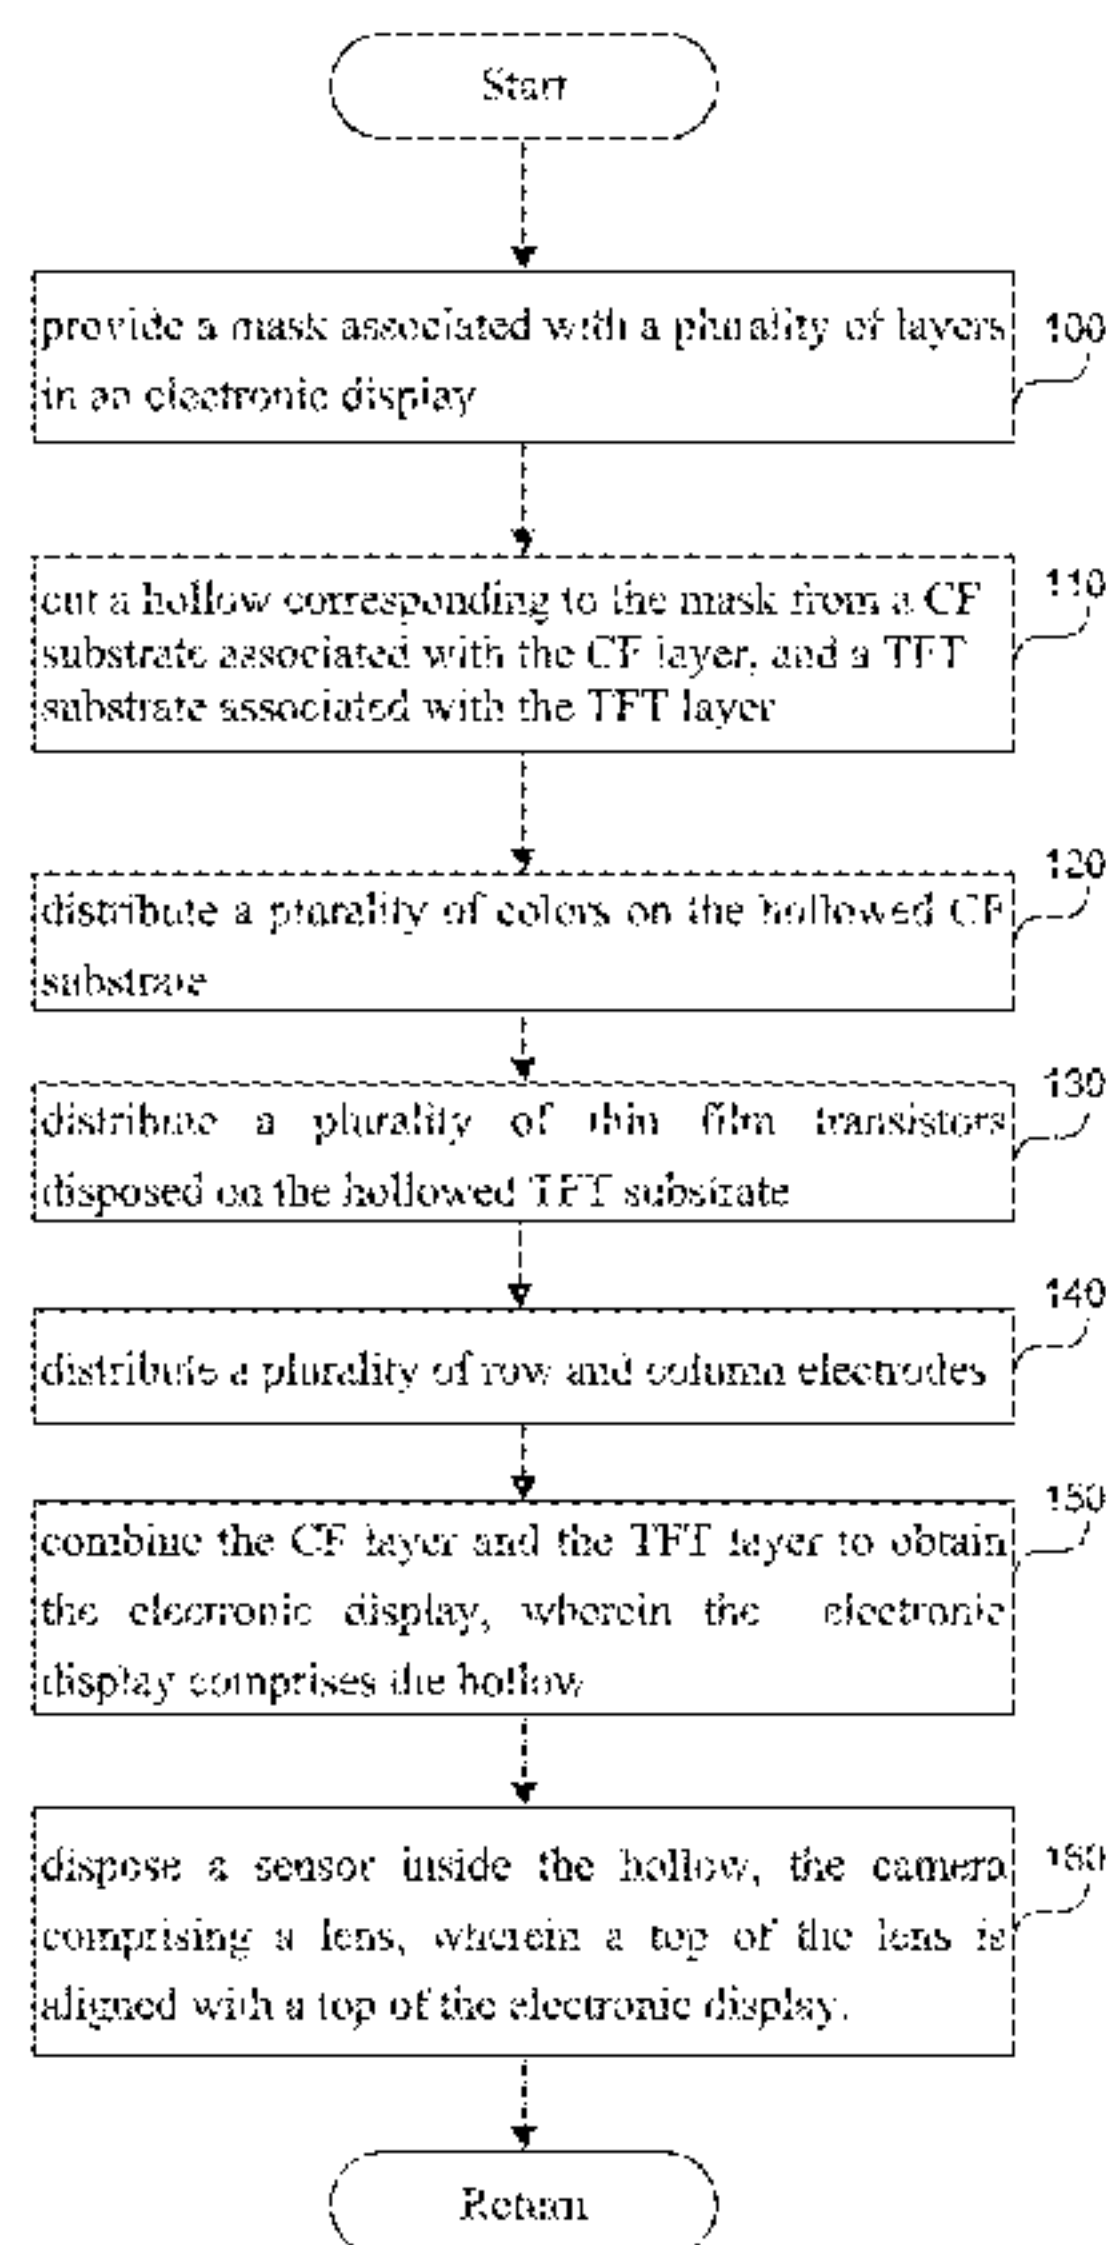 Start
provide a mask associated with a plurality of layers
100
in an electronic display
cut a hollow corresponding to the mask from a CF
110
substrate associated with the CF layer, and a TFT
substrate associated with the TFT layer
120
distribute a plurality of colors on the hollowed CF
substrate
130
distribute a plurality of thin film transistors
disposed on the hollowed TFT substrate
140
distribute a plurality of row and column electrodes
150
combine the CF layer and the TFT layer to obtain
the electronic display, wherein the electronic
display comprises the hollow
dispose a sensor inside the hollow, the camera
160
comprising a lens, wherein a top of the lens is
aligned with a top of the electronic display.
Return